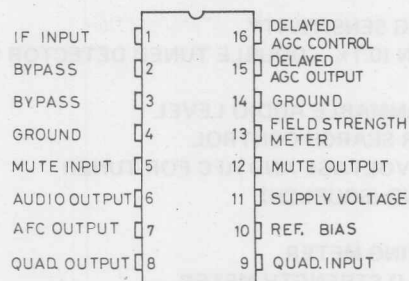 DELAYED
IF INPUT 1 16 AGC CONTROL
BYPASS 2 15 DELAYED
AGC OUTPUT
BYPASS 3 14 GROUND
GROUND 4 13 FIELD STRENGTH
METER
MUTE INPUT 5 12 MUTE OUTPUT
AUDIO OUTPUT 6 11 SUPPLY VOLTAGE
AFC OUTPUT 7 10 REF. BIAS
QUAD. OUTPUT 8 9 QUAD. INPUT